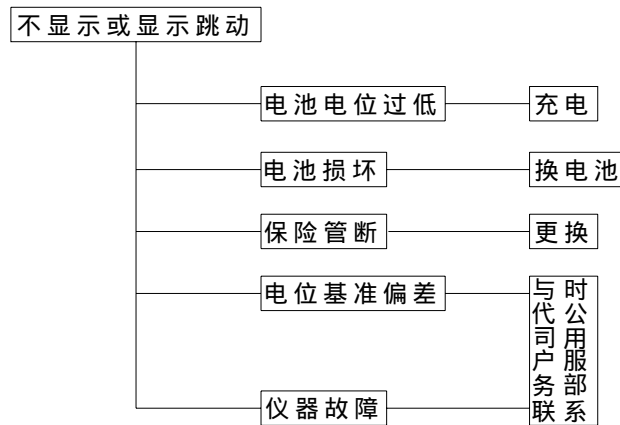 不显示或显示跳动
电池电位过低
充电
电池损坏
换电池
保险管断
更换
电位基准偏差
与时
代公
司用
户服
务部
联系
仪器故障